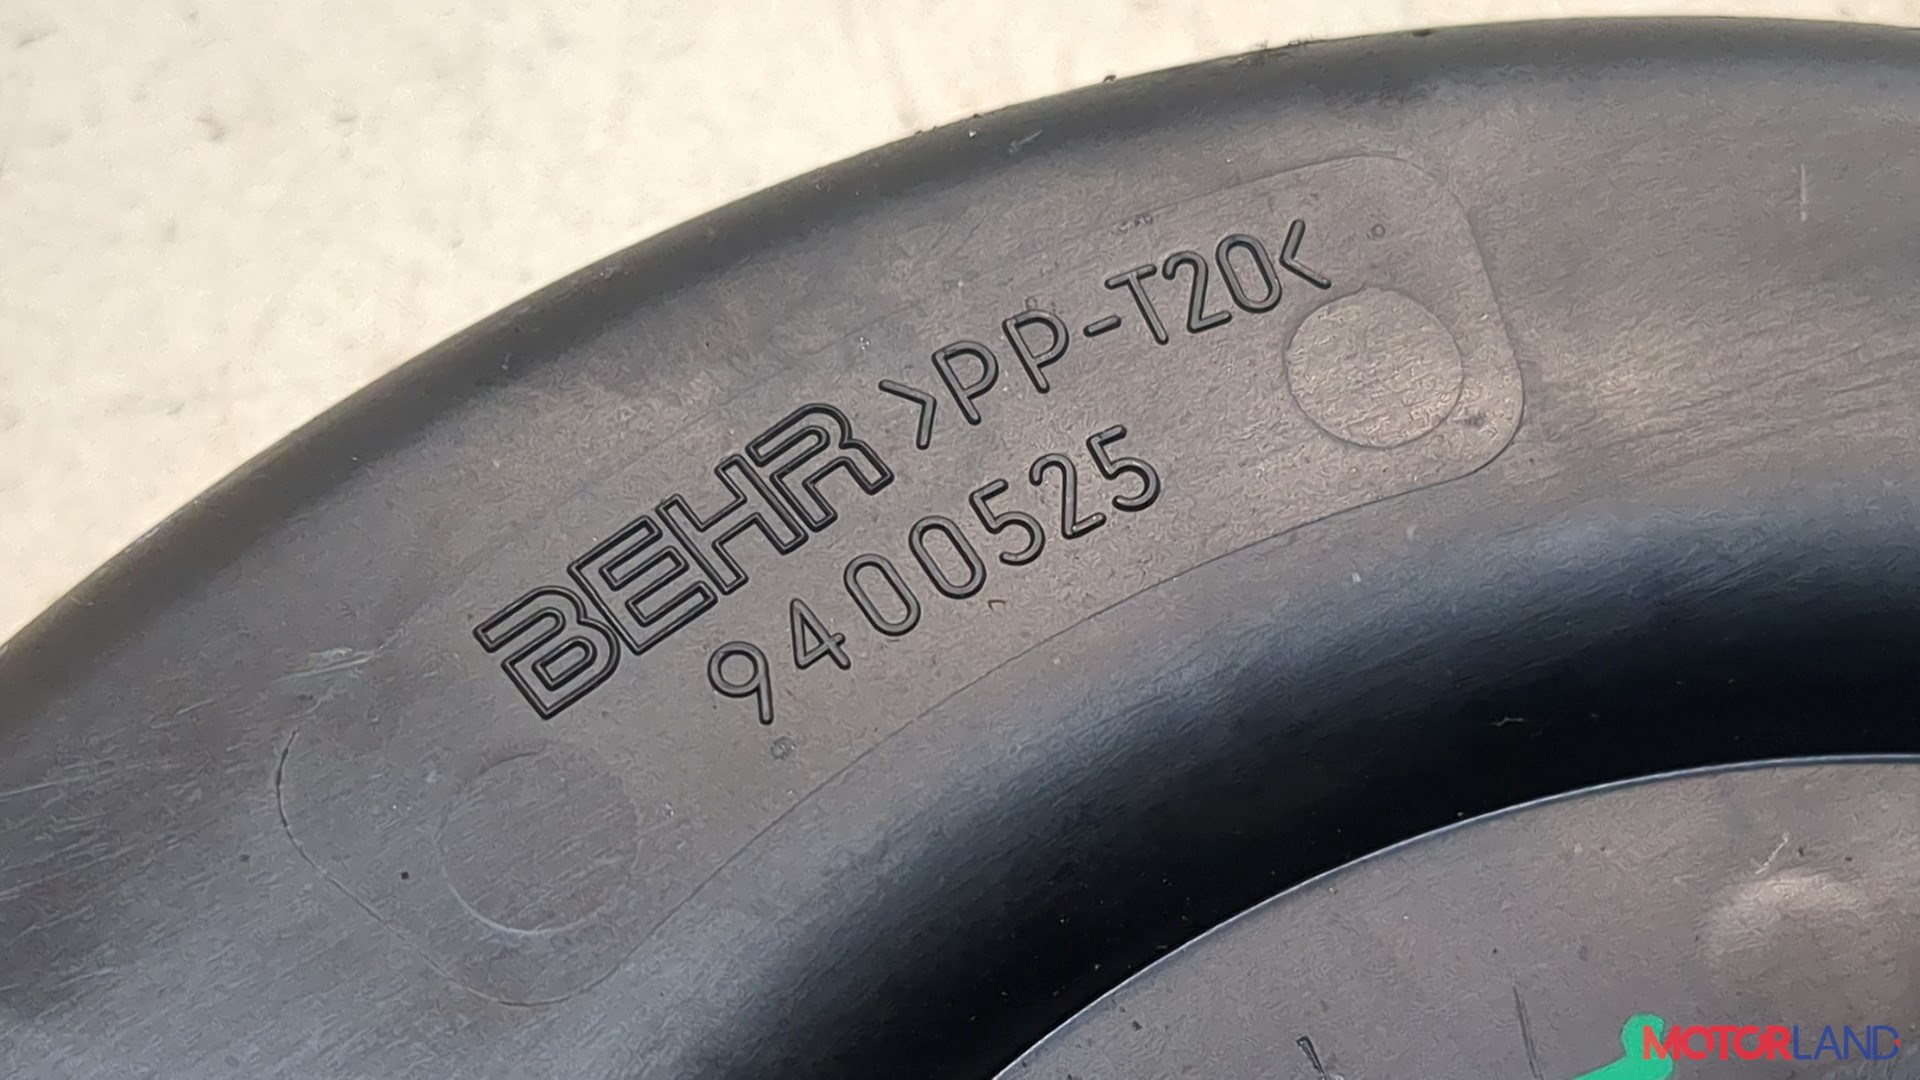 BEHR >PP-T20<
9400525
MOTORLAND